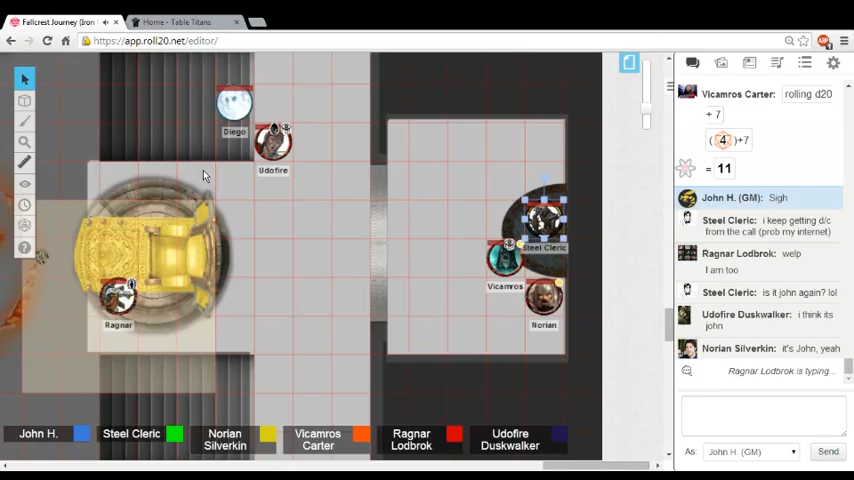 Fallcrest Journey (Iron
Home - Table Titans
https://app.roll20.net/editor/
Diego
Udofire
Ragnar
Steel Cleric
Vicamros
Norian
John H.
Steel Cleric
Norian
Silverkin
Vicamros
Carter
Ragnar
Lodbrok
Udofire
Duskwalker
Vicamros Carter: rolling d20
+ 7
(4)+7
= 11
John H. (GM): Sigh
Steel Cleric: i keep getting d/c
from the call (prob my internet)
Ragnar Lodbrok: welp
I am too
Steel Cleric: is it john again? lol
Udofire Duskwalker: i think its
john
Norian Silverkin: it's John, yeah
Ragnar Lodbrok is typing...
As: John H. (GM) Send